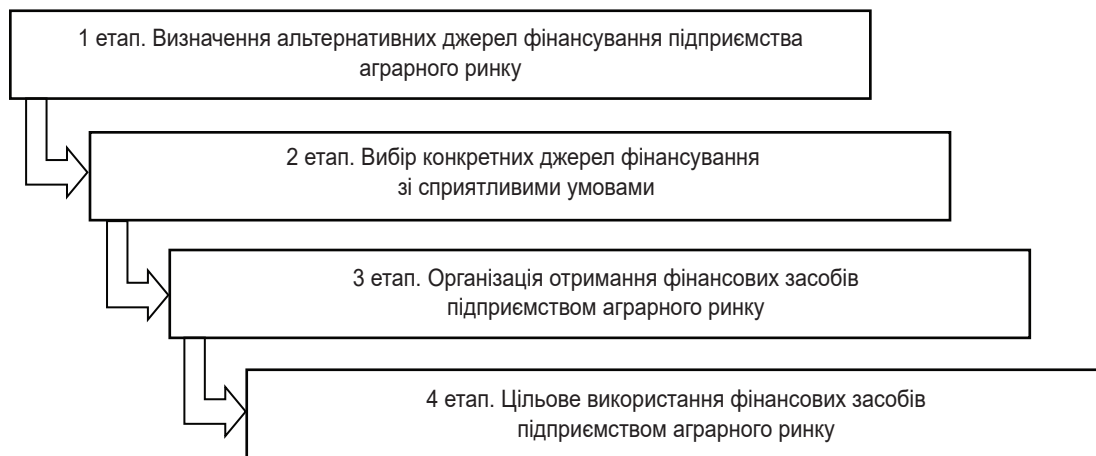 1 етап. Визначення альтернативних джерел фінансування підприємства
аграрного ринку
2 етап. Вибір конкретних джерел фінансування
зі сприятливими умовами
3 етап. Організація отримання фінансових засобів
підприємством аграрного ринку
4 етап. Цільове використання фінансових засобів
підприємством аграрного ринку